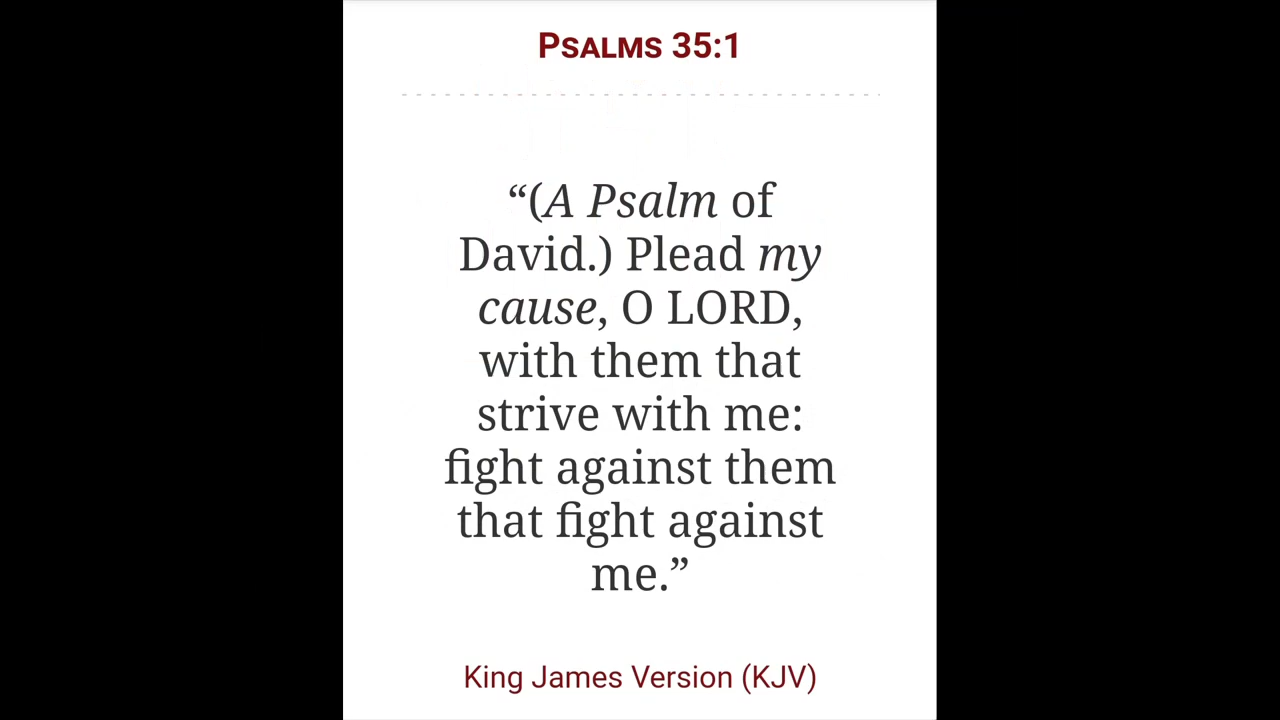 Psalms 35:1
“(A Psalm of
David.) Plead my
cause, O LORD,
with them that
strive with me:
fight against them
that fight against
me.”
King James Version (KJV)